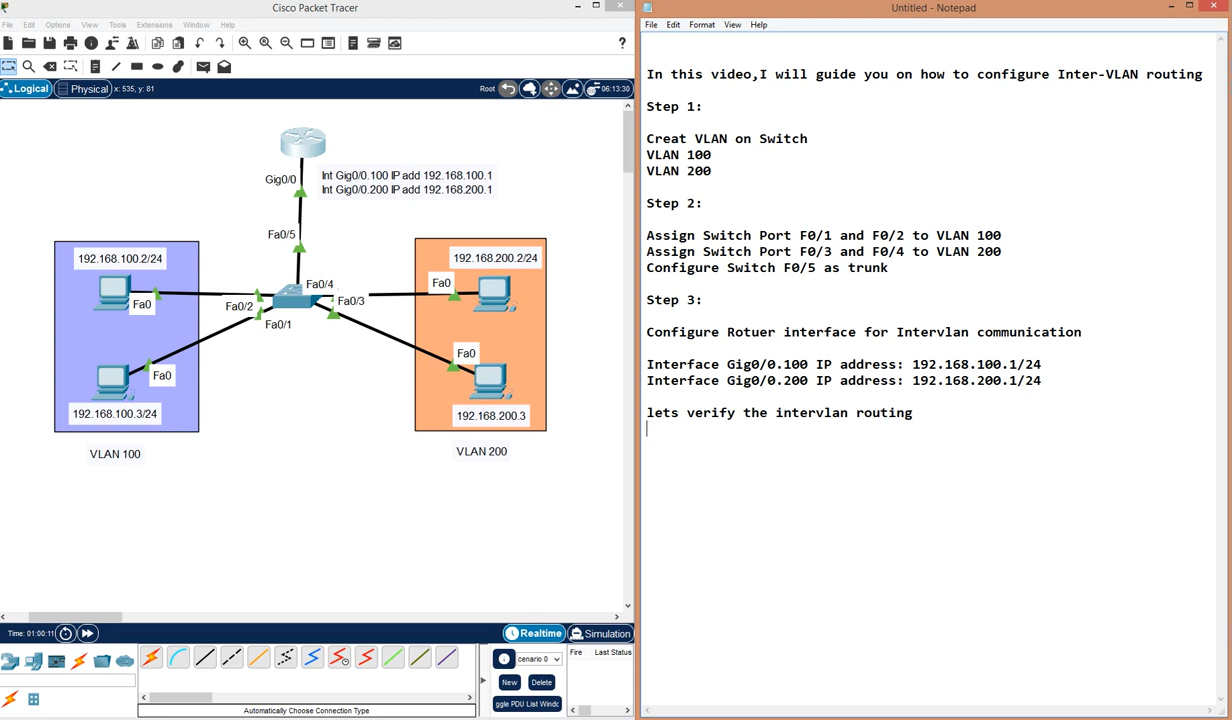 Cisco Packet Tracer
File Edit Options View Tools Extensions Window Help
?
Logical
Physical
x: 535, y: 81
Root
06:13:30
Gig0/0
Int Gig0/0.100 IP add 192.168.100.1
Int Gig0/0.200 IP add 192.168.200.1
Fa0/5
192.168.100.2/24
192.168.200.2/24
Fa0/4
Fa0
Fa0
Fa0/2
Fa0/3
Fa0/1
Fa0
Fa0
192.168.100.3/24
192.168.200.3
VLAN 100
VLAN 200
Time: 01:00:11
Realtime
Simulation
cenario 0
Fire
Last Status
New
Delete
ggle PDU List Windo
Automatically Choose Connection Type
Untitled - Notepad
File Edit Format View Help
In this video,I will guide you on how to configure Inter-VLAN routing
Step 1:
Creat VLAN on Switch
VLAN 100
VLAN 200
Step 2:
Assign Switch Port F0/1 and F0/2 to VLAN 100
Assign Switch Port F0/3 and F0/4 to VLAN 200
Configure Switch F0/5 as trunk
Step 3:
Configure Rotuer interface for Intervlan communication
Interface Gig0/0.100 IP address: 192.168.100.1/24
Interface Gig0/0.200 IP address: 192.168.200.1/24
lets verify the intervlan routing